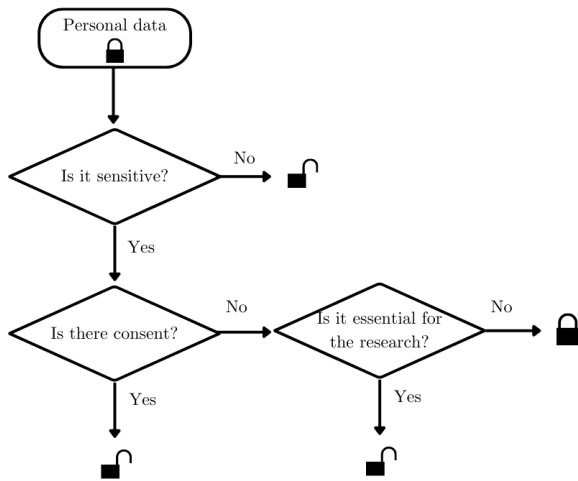 Personal data
Is it sensitive?
No
Yes
Is there consent?
No
Is it essential for
the research?
No
Yes
Yes